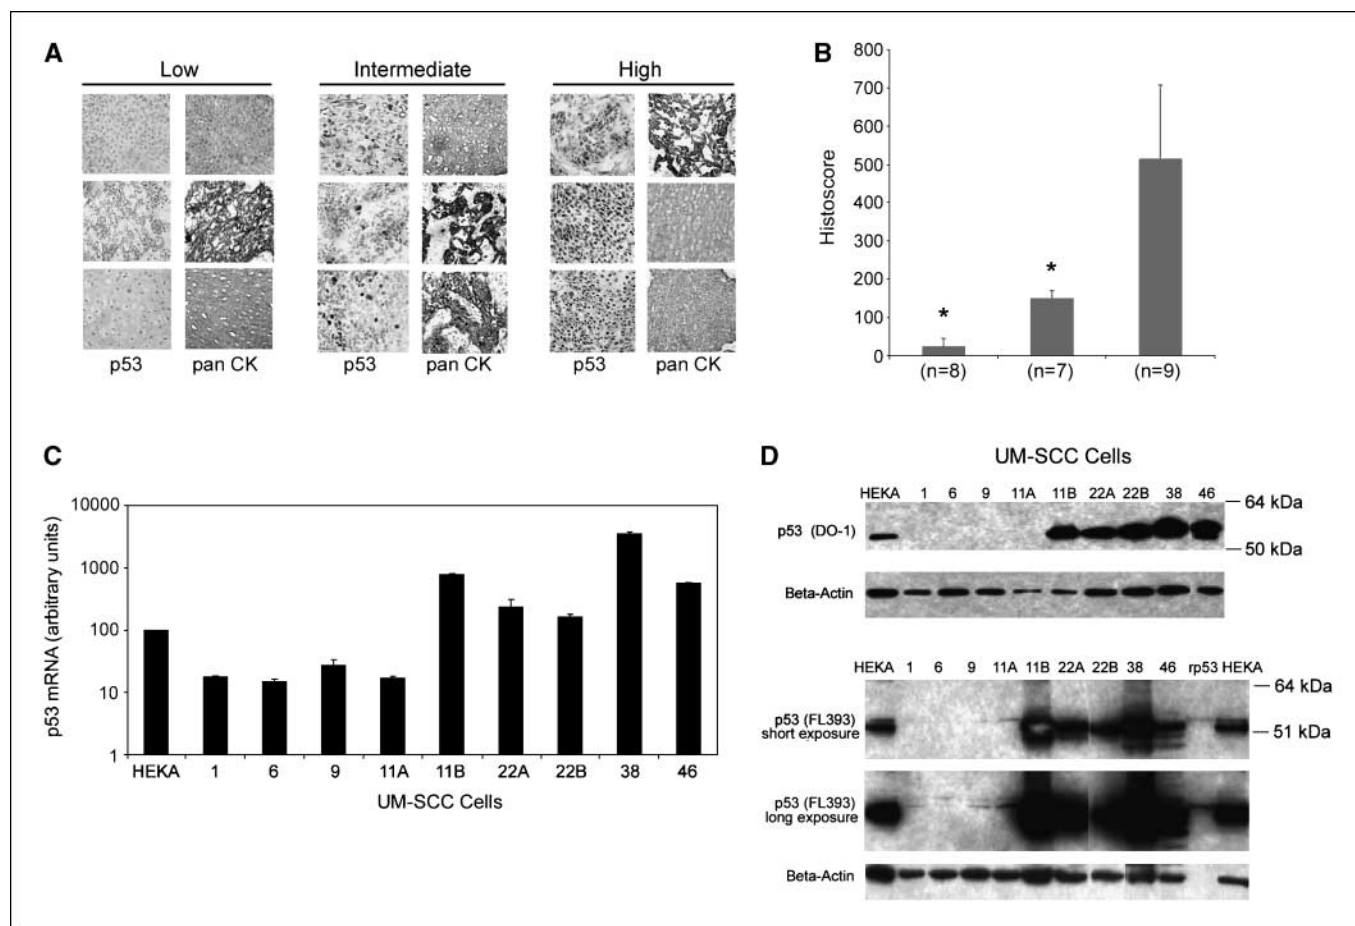 A
Low Intermediate High
p53 pan CK p53 pan CK p53 pan CK
B
800
700
600
500
400
300
200
100
0
Histoscore
* *
(n=8) (n=7) (n=9)
C
10000
1000
100
10
1
p53 mRNA (arbitrary units)
HEKA 1 6 9 11A 11B 22A 22B 38 46
UM-SCC Cells
D
UM-SCC Cells
HEKA 1 6 9 11A 11B 22A 22B 38 46
64 kDa
p53 (DO-1)
50 kDa
Beta-Actin
HEKA 1 6 9 11A 11B 22A 22B 38 46 rp53 HEKA
64 kDa
p53 (FL393)
short exposure
51 kDa
p53 (FL393)
long exposure
Beta-Actin